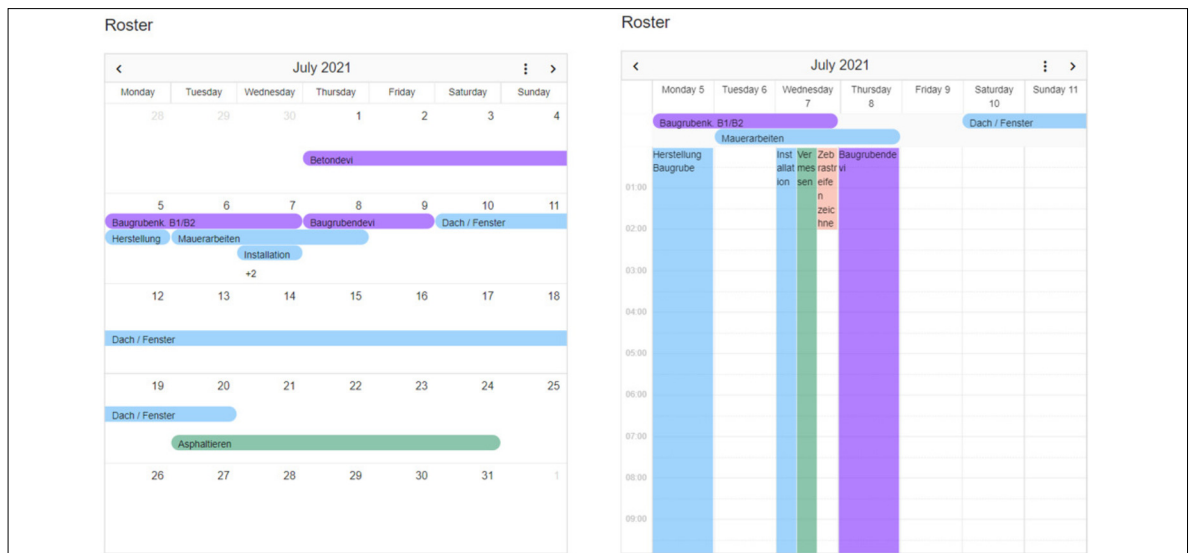 Roster
July 2021
Monday Tuesday Wednesday Thursday Friday Saturday Sunday
28 29 30 1 2 3 4
Betondevi
5 6 7 8 9 10 11
Baugrubenk. B1/B2 Baugrubendevi Dach / Fenster
Herstellung Mauerarbeiten
Installation
+2
12 13 14 15 16 17 18
Dach / Fenster
19 20 21 22 23 24 25
Dach / Fenster
Asphaltieren
26 27 28 29 30 31 1
Roster
July 2021
Monday 5 Tuesday 6 Wednesday 7 Thursday 8 Friday 9 Saturday 10 Sunday 11
Baugrubenk. B1/B2 Dach / Fenster
Mauerarbeiten
Herstellung Inst Ver Zeb Baugrubende
Baugrube allat mes rastr vi
01:00 ion sen eife
n
zeic
02:00 hne
03:00
04:00
05:00
06:00
07:00
08:00
09:00